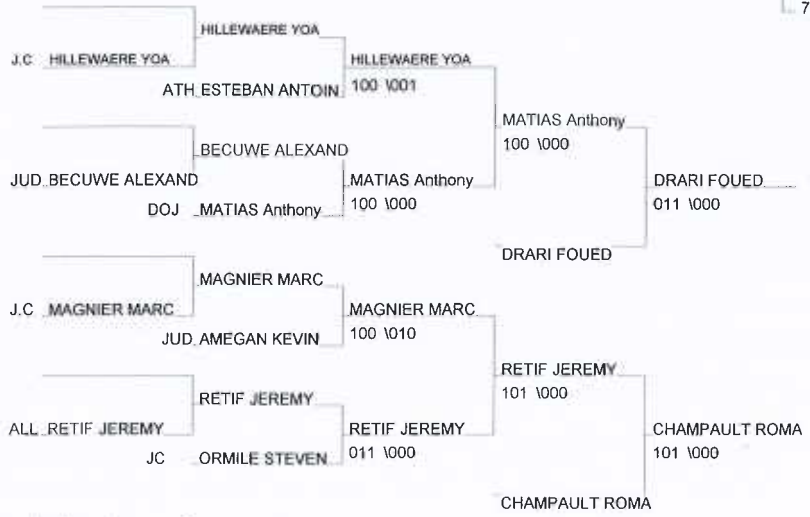 7
HILLEWAERE YOA
J.C HILLEWAERE YOA
HILLEWAERE YOA
ATH ESTEBAN ANTOIN
100 \001
MATIAS Anthony
100 \000
BECUWE ALEXAND
JUD BECUWE ALEXAND
MATIAS Anthony
DRARI FOUED
DOJ MATIAS Anthony
100 \000
011 \000
DRARI FOUED
MAGNIER MARC
J.C MAGNIER MARC
MAGNIER MARC
JUD AMEGAN KEVIN
100 \010
RETIF JEREMY
101 \000
RETIF JEREMY
ALL RETIF JEREMY
RETIF JEREMY
CHAMPAULT ROMA
JC ORMILE STEVEN
011 \000
101 \000
CHAMPAULT ROMA